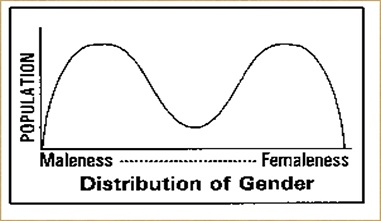 POPULATION
Maleness ---------------------- Femaleness
Distribution of Gender